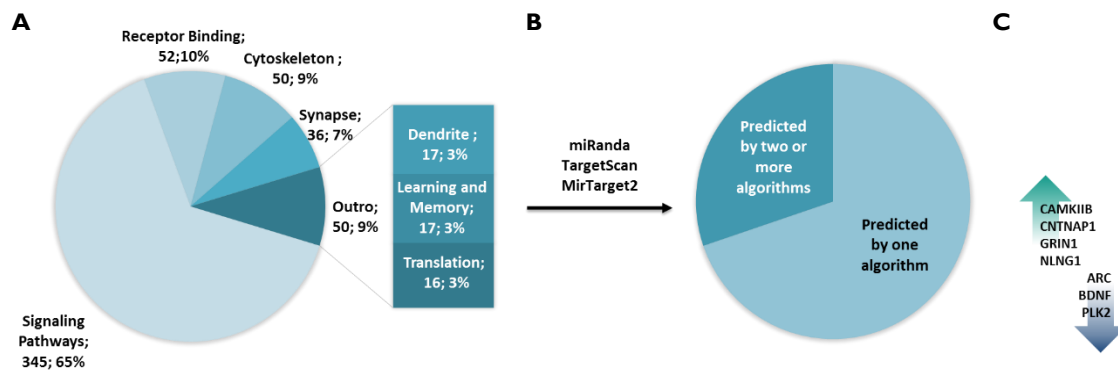 A
Receptor Binding;
52;10%
Cytoskeleton ;
50; 9%
Synapse;
36; 7%
Outro;
50; 9%
Signaling
Pathways;
345; 65%
Dendrite ;
17; 3%
Learning and
Memory;
17; 3%
Translation;
16; 3%
B
miRanda
TargetScan
MirTarget2
Predicted
by two or
more
algorithms
Predicted
by one
algorithm
C
CAMKIIB
CNTNAP1
GRIN1
NLNG1
ARC
BDNF
PLK2